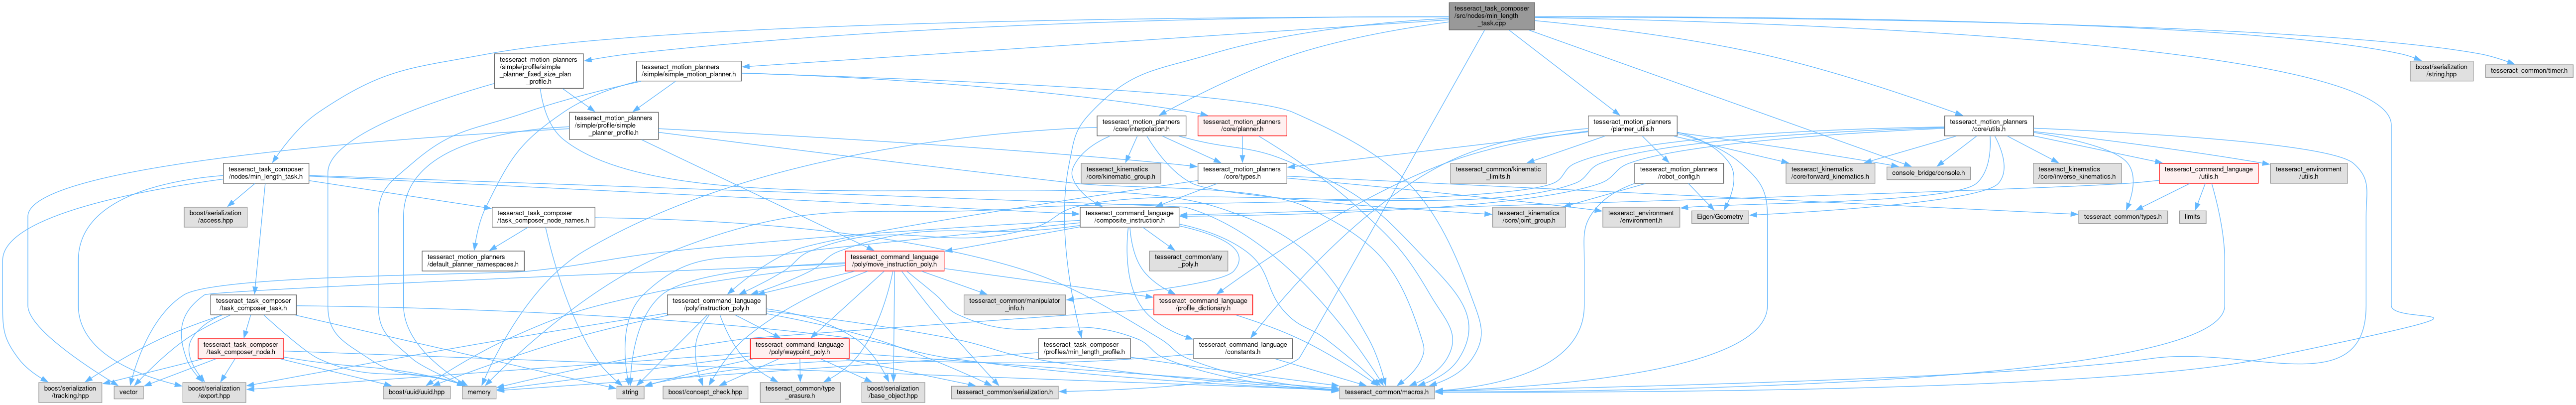 tesseract_task_composer
/src/nodes/min_length
_task.cpp
tesseract_motion_planners
/simple/profile/simple
_planner_fixed_size_plan
_profile.h
tesseract_motion_planners
/simple/simple_motion_planner.h
boost/serialization
/string.hpp
tesseract_common/timer.h
tesseract_motion_planners
/simple/profile/simple
_planner_profile.h
tesseract_motion_planners
/core/interpolation.h
tesseract_motion_planners
/core/planner.h
tesseract_motion_planners
/planner_utils.h
tesseract_motion_planners
/core/utils.h
tesseract_task_composer
/nodes/min_length_task.h
tesseract_kinematics
/core/kinematic_group.h
tesseract_motion_planners
/core/types.h
tesseract_common/kinematic
_limits.h
tesseract_motion_planners
/robot_config.h
tesseract_kinematics
/core/forward_kinematics.h
console_bridge/console.h
tesseract_kinematics
/core/inverse_kinematics.h
tesseract_command_language
/utils.h
tesseract_environment
/utils.h
boost/serialization
/access.hpp
tesseract_task_composer
/task_composer_node_names.h
tesseract_command_language
/composite_instruction.h
tesseract_kinematics
/core/joint_group.h
tesseract_environment
/environment.h
Eigen/Geometry
tesseract_common/types.h
limits
tesseract_motion_planners
/default_planner_namespaces.h
tesseract_command_language
/poly/move_instruction_poly.h
tesseract_common/any
_poly.h
tesseract_task_composer
/task_composer_task.h
tesseract_command_language
/poly/instruction_poly.h
tesseract_common/manipulator
_info.h
tesseract_command_language
/profile_dictionary.h
tesseract_task_composer
/task_composer_node.h
tesseract_command_language
/poly/waypoint_poly.h
tesseract_task_composer
/profiles/min_length_profile.h
tesseract_command_language
/constants.h
boost/serialization
/tracking.hpp
vector
boost/serialization
/export.hpp
boost/uuid/uuid.hpp
memory
string
boost/concept_check.hpp
tesseract_common/type
_erasure.h
boost/serialization
/base_object.hpp
tesseract_common/serialization.h
tesseract_common/macros.h